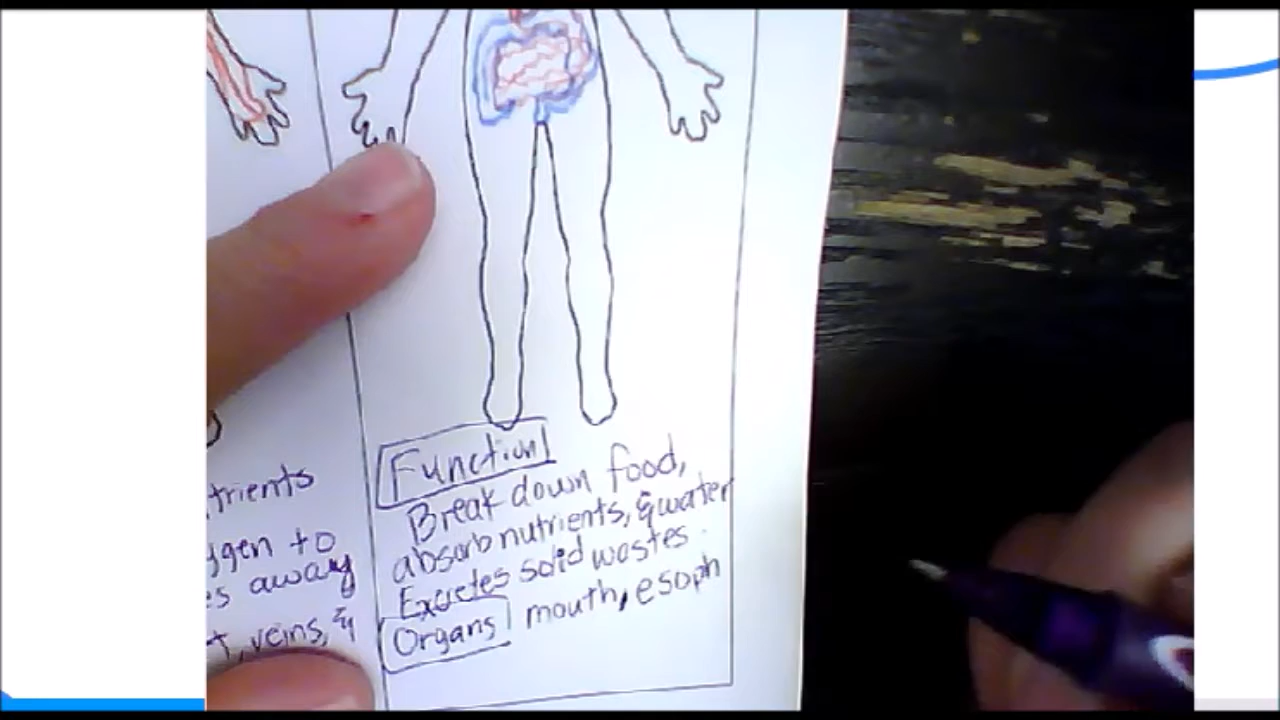 trients
ygen to
es away
t, veins, &
Function
Break down food,
absorb nutrients, & water
Excretes solid wastes.
Organs mouth, esoph